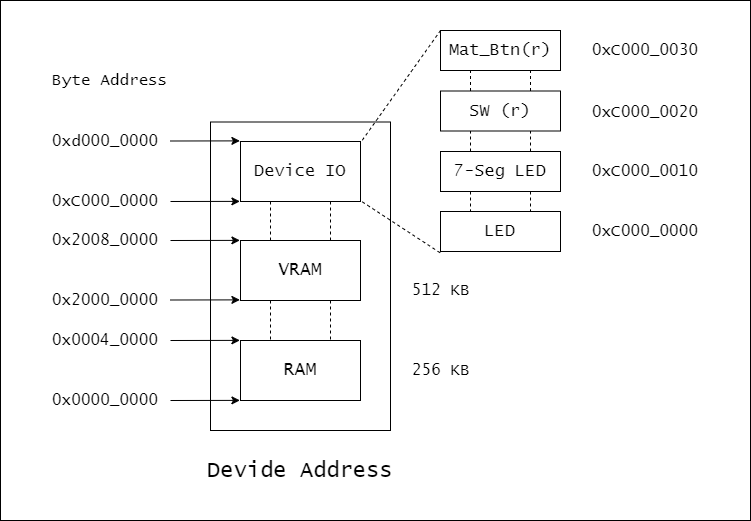 Mat_Btn(r) 0xC000_0030
Byte Address
SW (r) 0xC000_0020
0xd000_0000
Device IO
7-Seg LED 0xC000_0010
0xC000_0000
LED 0xC000_0000
0x2008_0000
VRAM
512 KB
0x2000_0000
0x0004_0000
RAM
256 KB
0x0000_0000
Devide Address